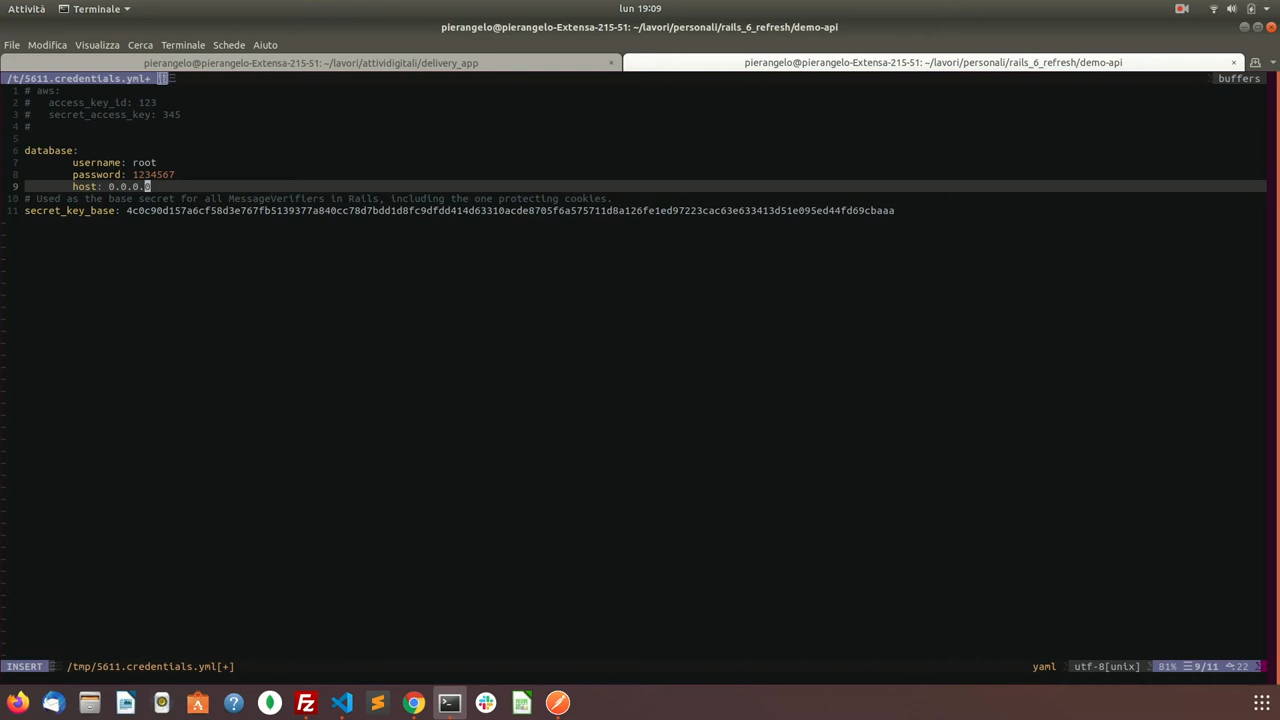 Attività Terminale lun 19:09
pierangelo@pierangelo-Extensa-215-51: ~/lavori/personali/rails_6_refresh/demo-api
File Modifica Visualizza Cerca Terminale Schede Aiuto
pierangelo@pierangelo-Extensa-215-51: ~/lavori/attividigitali/delivery_app × pierangelo@pierangelo-Extensa-215-51: ~/lavori/personali/rails_6_refresh/demo-api ×
/t/5611.credentials.yml+ buffers
1 # aws:
2 #   access_key_id: 123
3 #   secret_access_key: 345
4 #
5
6 database:
7         username: root
8         password: 1234567
9         host: 0.0.0.0
10 # Used as the base secret for all MessageVerifiers in Rails, including the one protecting cookies.
11 secret_key_base: 4c0c90d157a6cf58d3e767fb5139377a840cc78d7bdd1d8fc9dfdd414d63310acde8705f6a575711d8a126fe1ed97223cac63e633413d51e095ed44fd69cbaaa
INSERT /tmp/5611.credentials.yml[+] yaml utf-8[unix] 81% ☰ 9/11 :22